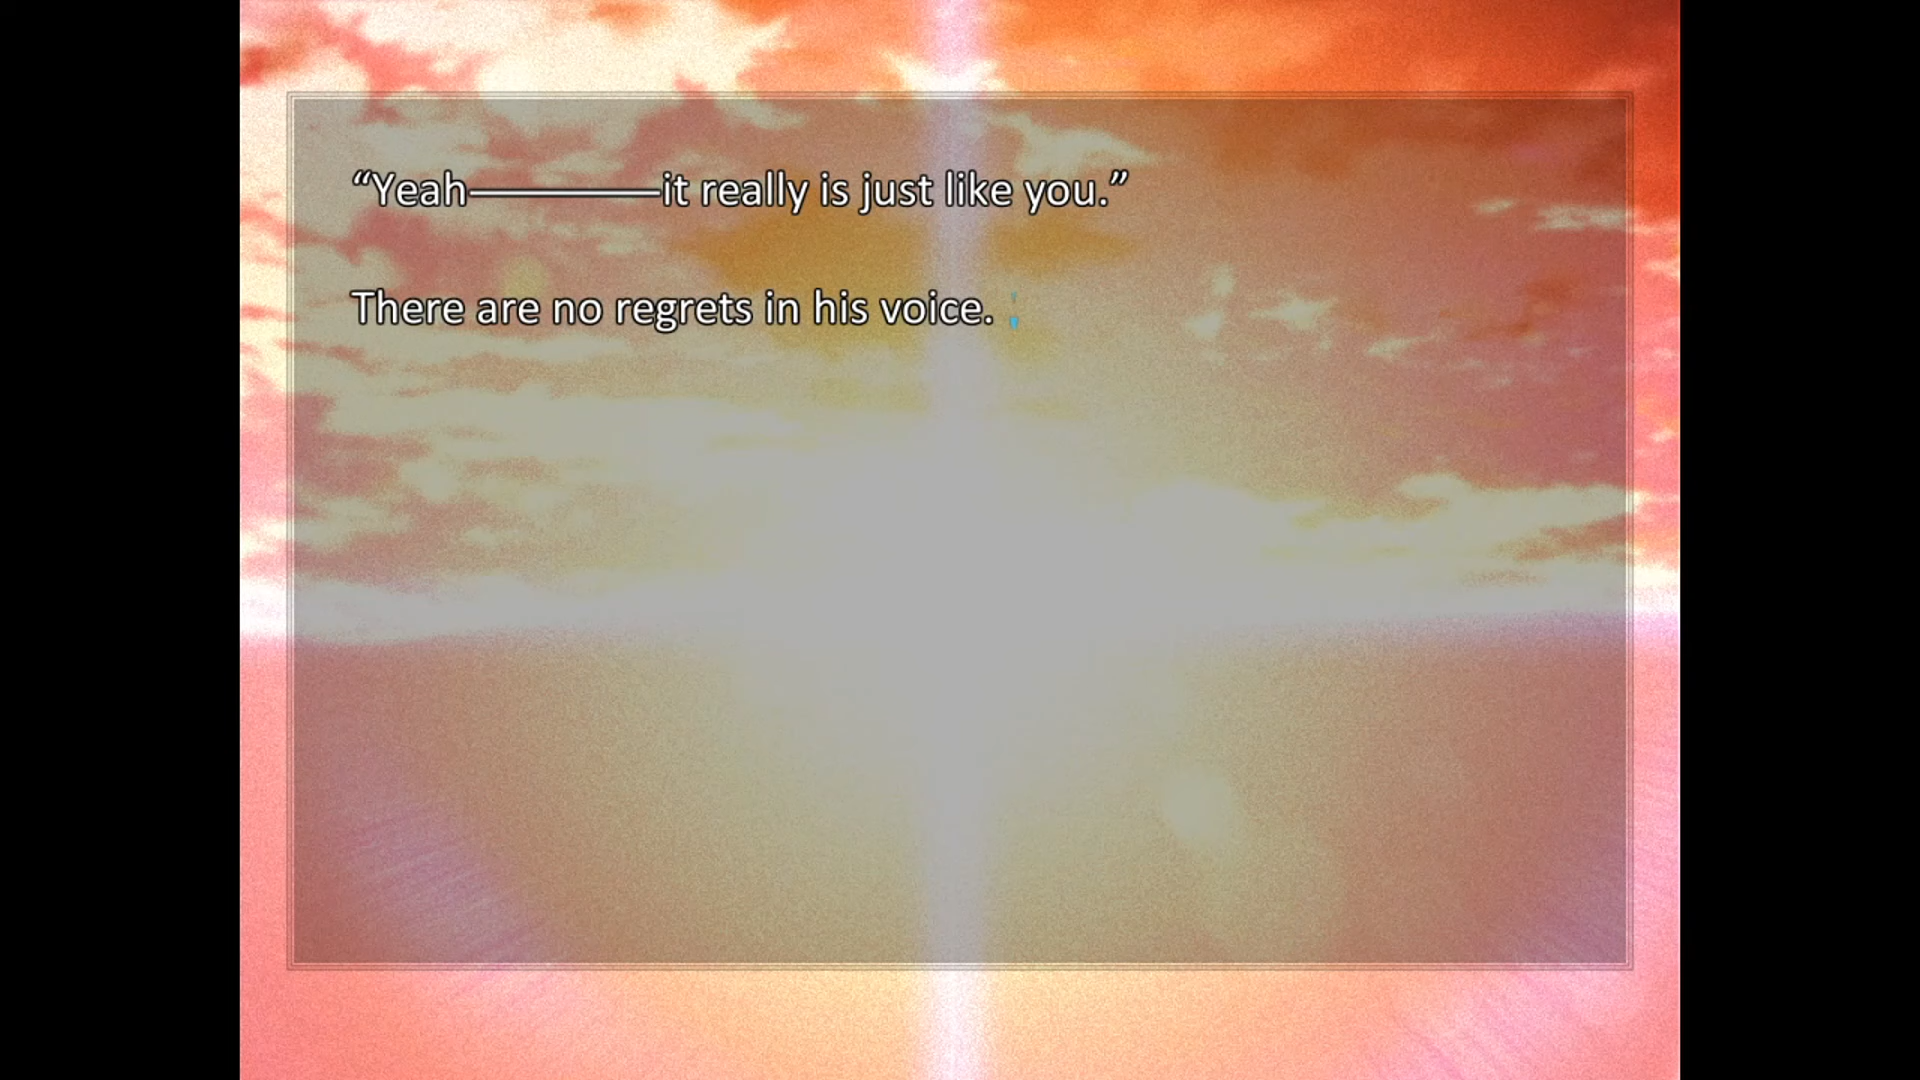 “Yeah————it really is just like you.”
There are no regrets in his voice.